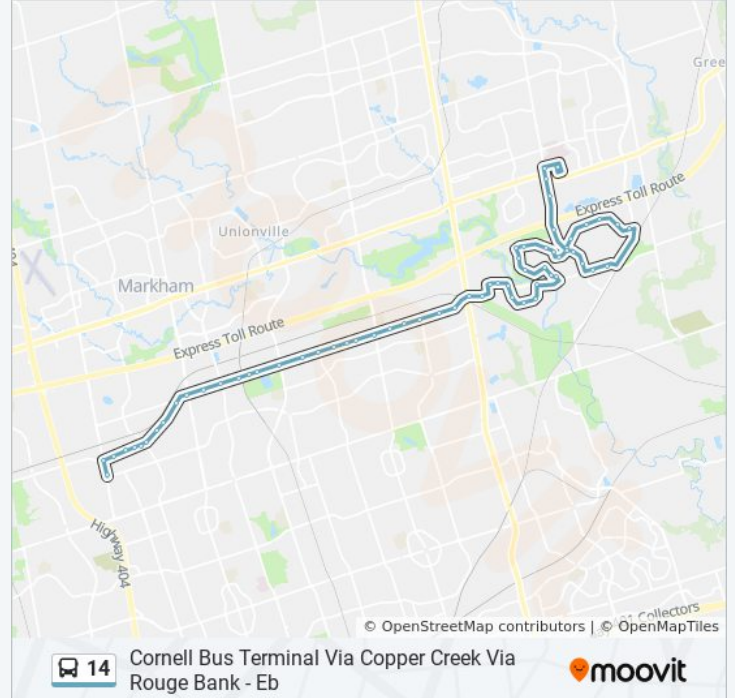 Gree
Express Toll Route
Unionville
Markham
Express Toll Route
Highway 404
Collectors
© OpenStreetMap contributors | © OpenMapTiles
14
Cornell Bus Terminal Via Copper Creek Via
Rouge Bank - Eb
moovit